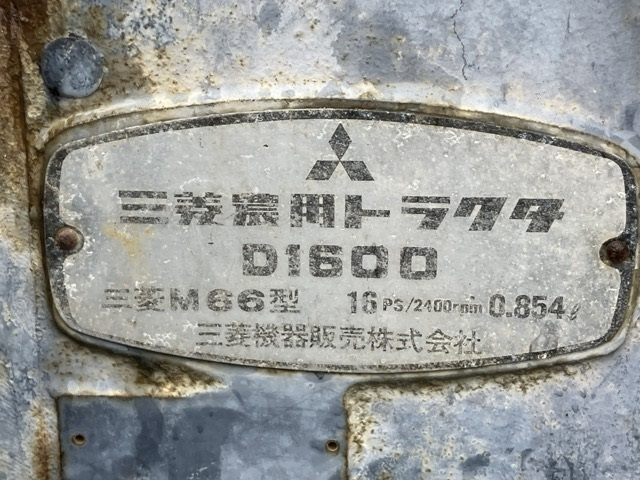 三菱農用トラクタ
D1600
三菱M66型 16PS/2400rpm 0.854ℓ
三菱機器販売株式会社